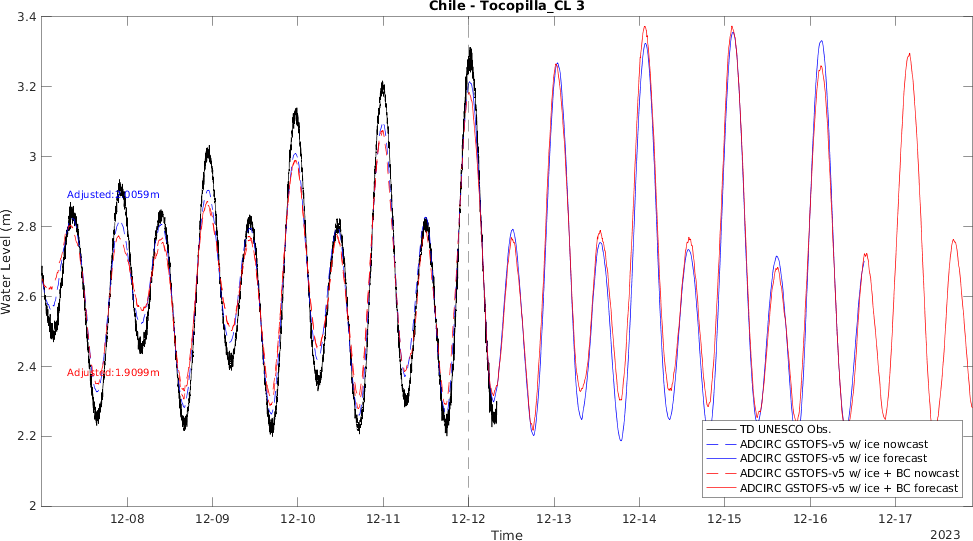 Chile - Tocopilla_CL 3
3.4
3.2
3
2.8
2.6
2.4
2.2
2
Water Level (m)
Adjusted:
0059m
Adjusted:1.9099m
TD UNESCO Obs.
ADCIRC GSTOFS-v5 w/ ice nowcast
ADCIRC GSTOFS-v5 w/ ice forecast
ADCIRC GSTOFS-v5 w/ ice + BC nowcast
ADCIRC GSTOFS-v5 w/ ice + BC forecast
12-08
12-09
12-10
12-11
12-12
12-13
12-14
12-15
12-16
12-17
Time
2023